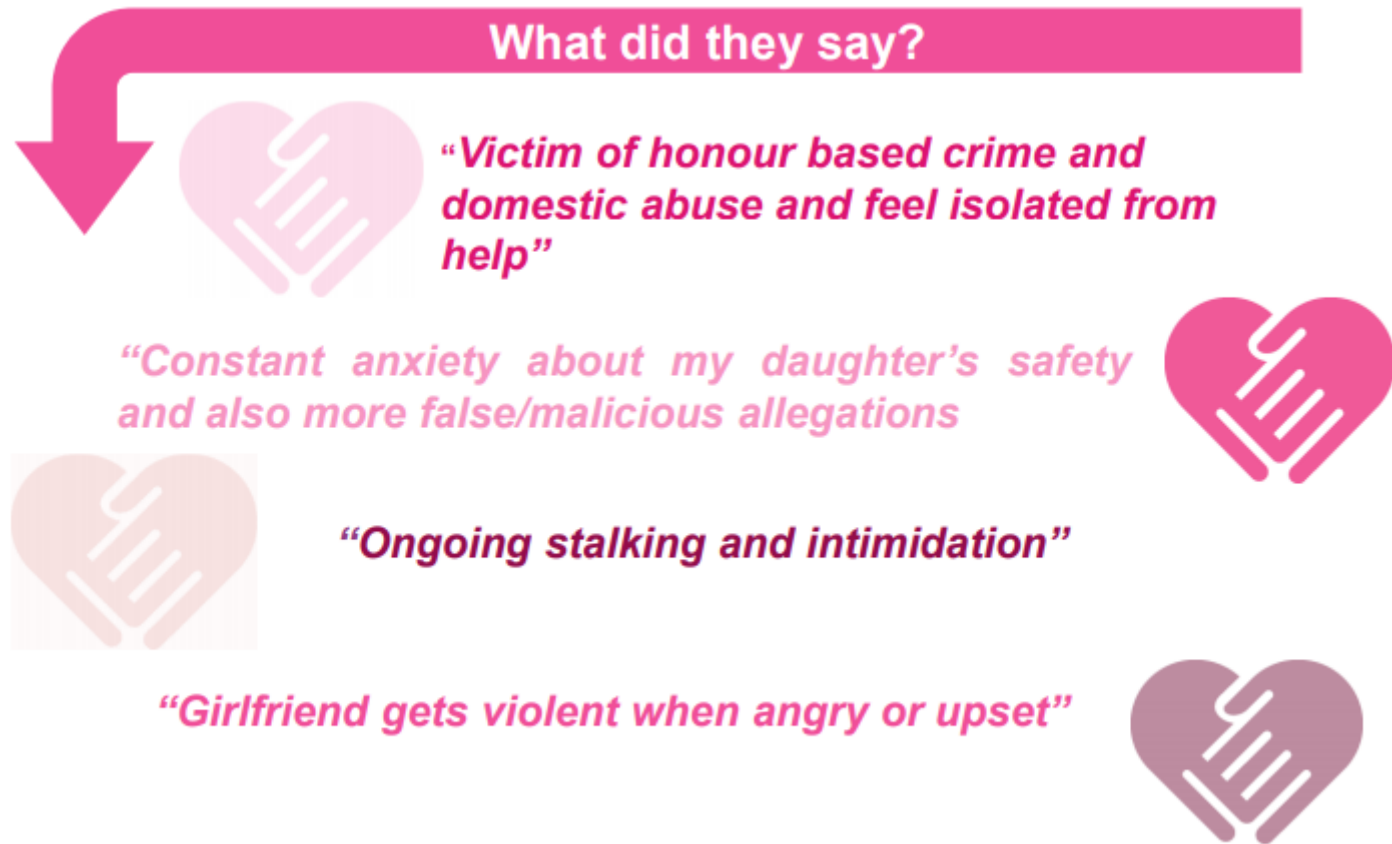 What did they say?
“Victim of honour based crime and
domestic abuse and feel isolated from
help”
“Constant anxiety about my daughter’s safety
and also more false/malicious allegations
“Ongoing stalking and intimidation”
“Girlfriend gets violent when angry or upset”